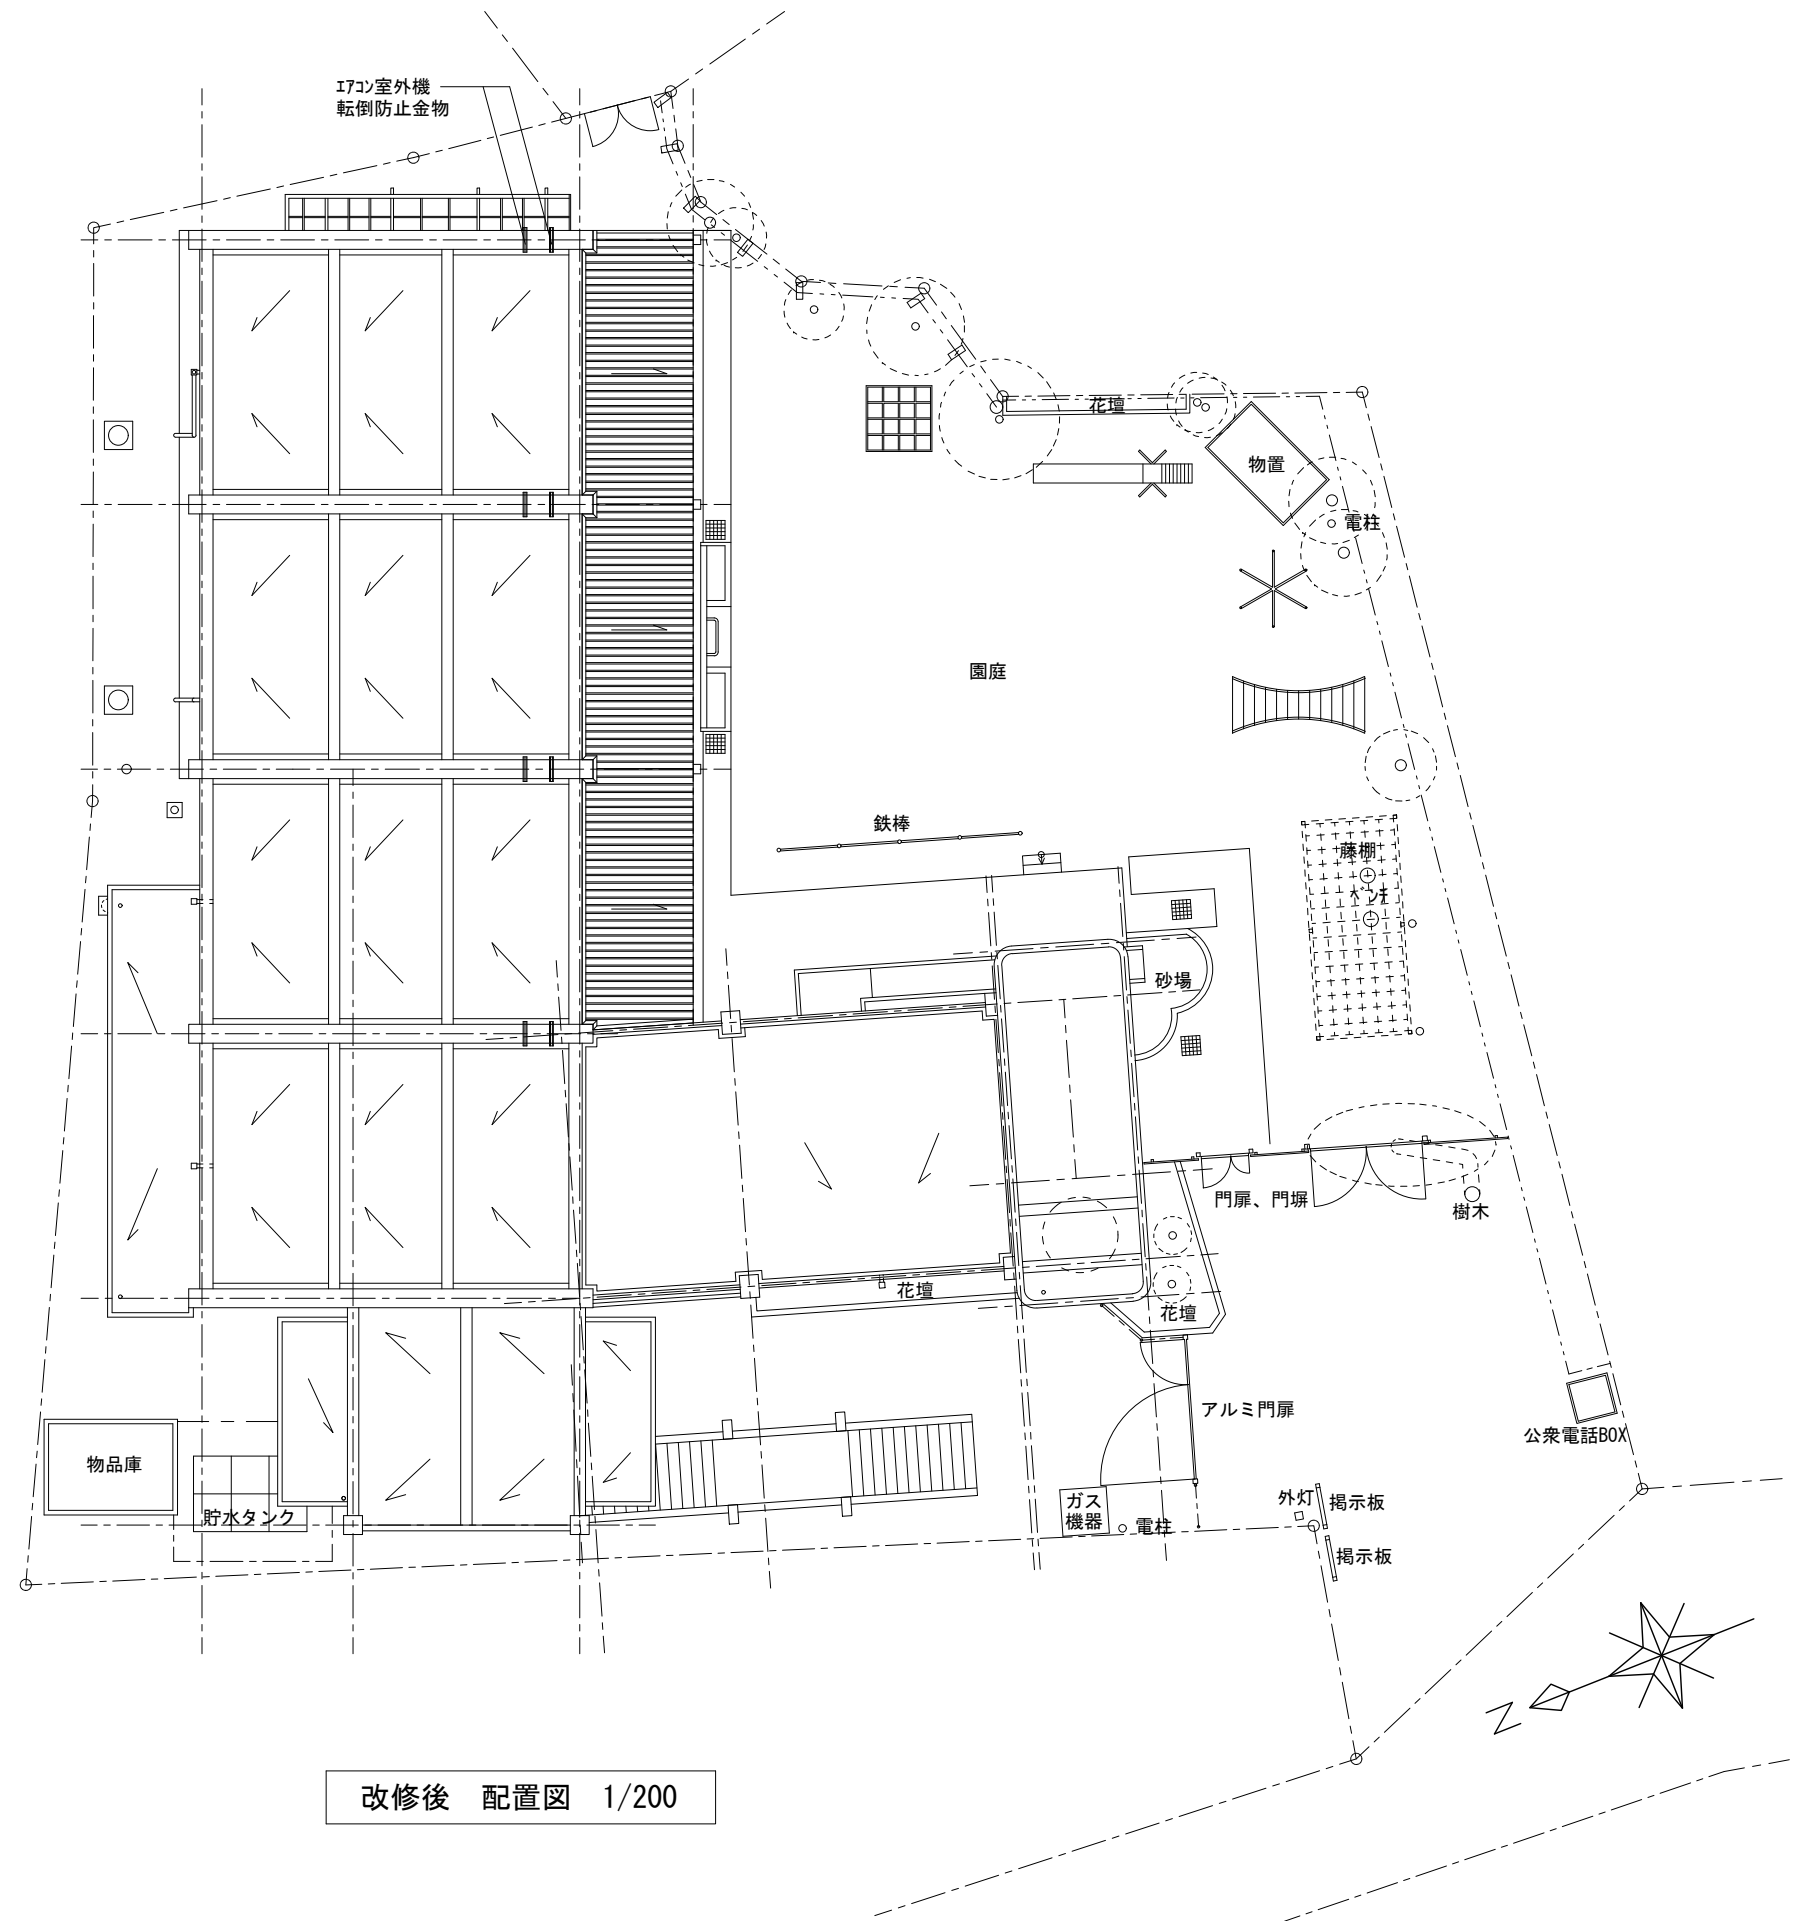 ｴｱｺﾝ室外機
転倒防止金物
花壇
物置
電柱
園庭
鉄棒
藤棚
ﾍﾞﾝﾁ
砂場
門扉、門塀
樹木
花壇
花壇
アルミ門扉
公衆電話BOX
物品庫
貯水タンク
ガス
機器
電柱
外灯
掲示板
掲示板
N
改修後　配置図　1/200